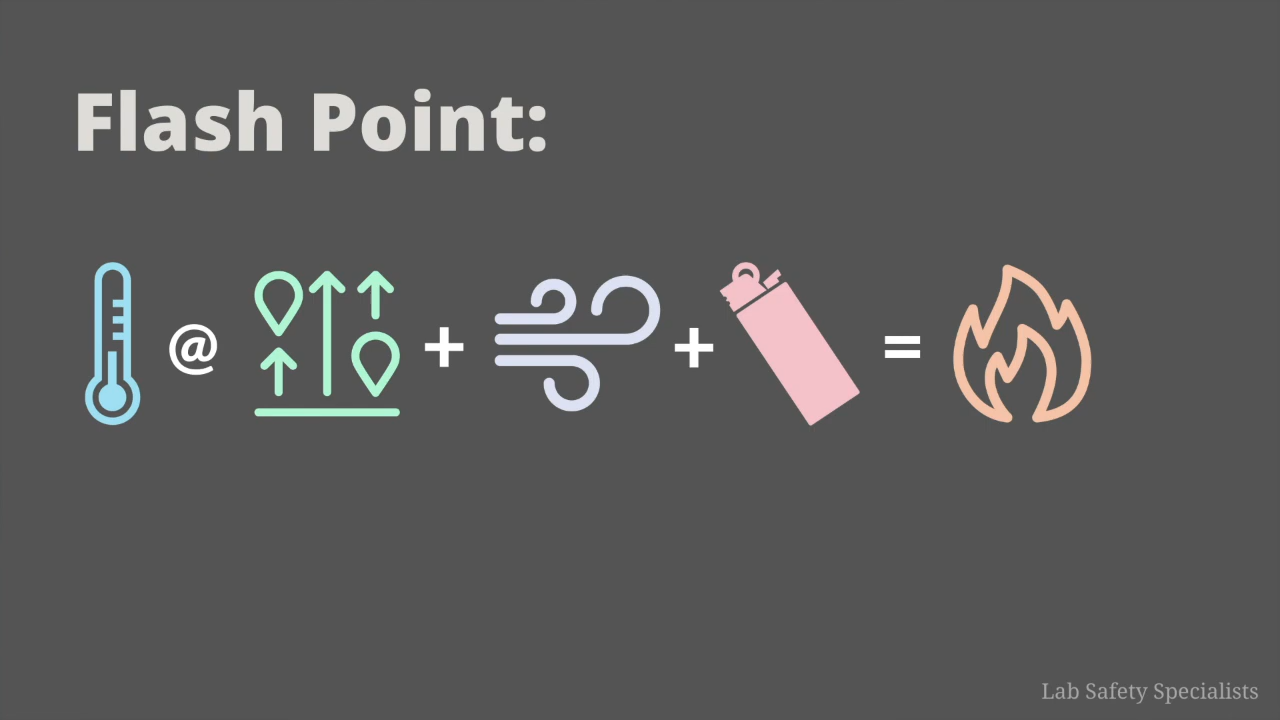 Flash Point:
@ + + =
Lab Safety Specialists